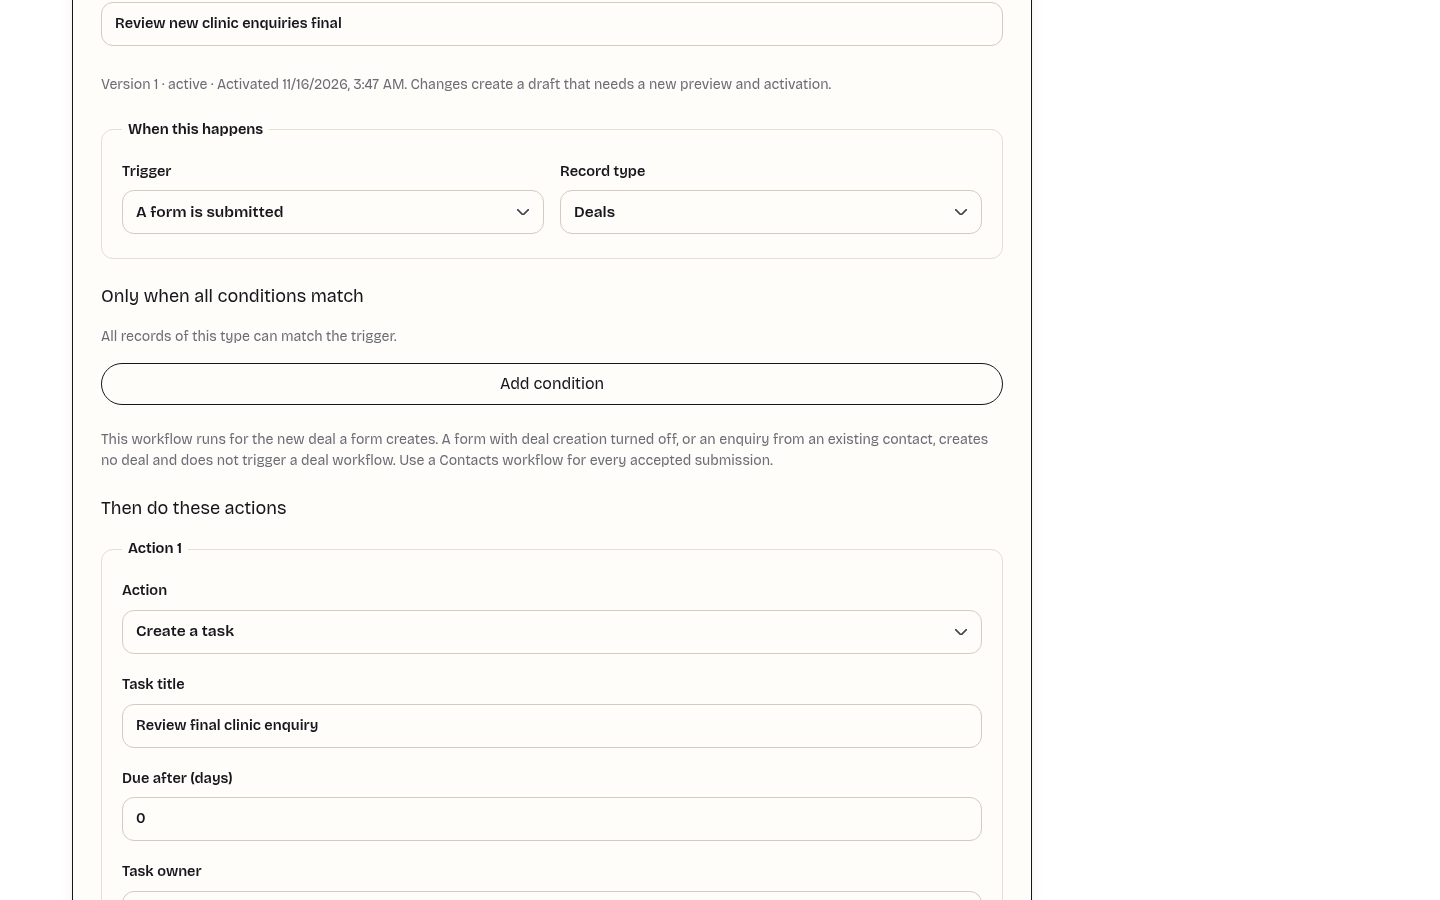 Review new clinic enquiries final
Version 1 · active · Activated 11/16/2026, 3:47 AM. Changes create a draft that needs a new preview and activation.
When this happens
Trigger
Record type
A form is submitted
Deals
Only when all conditions match
All records of this type can match the trigger.
Add condition
This workflow runs for the new deal a form creates. A form with deal creation turned off, or an enquiry from an existing contact, creates
no deal and does not trigger a deal workflow. Use a Contacts workflow for every accepted submission.
Then do these actions
Action 1
Action
Create a task
Task title
Review final clinic enquiry
Due after (days)
0
Task owner